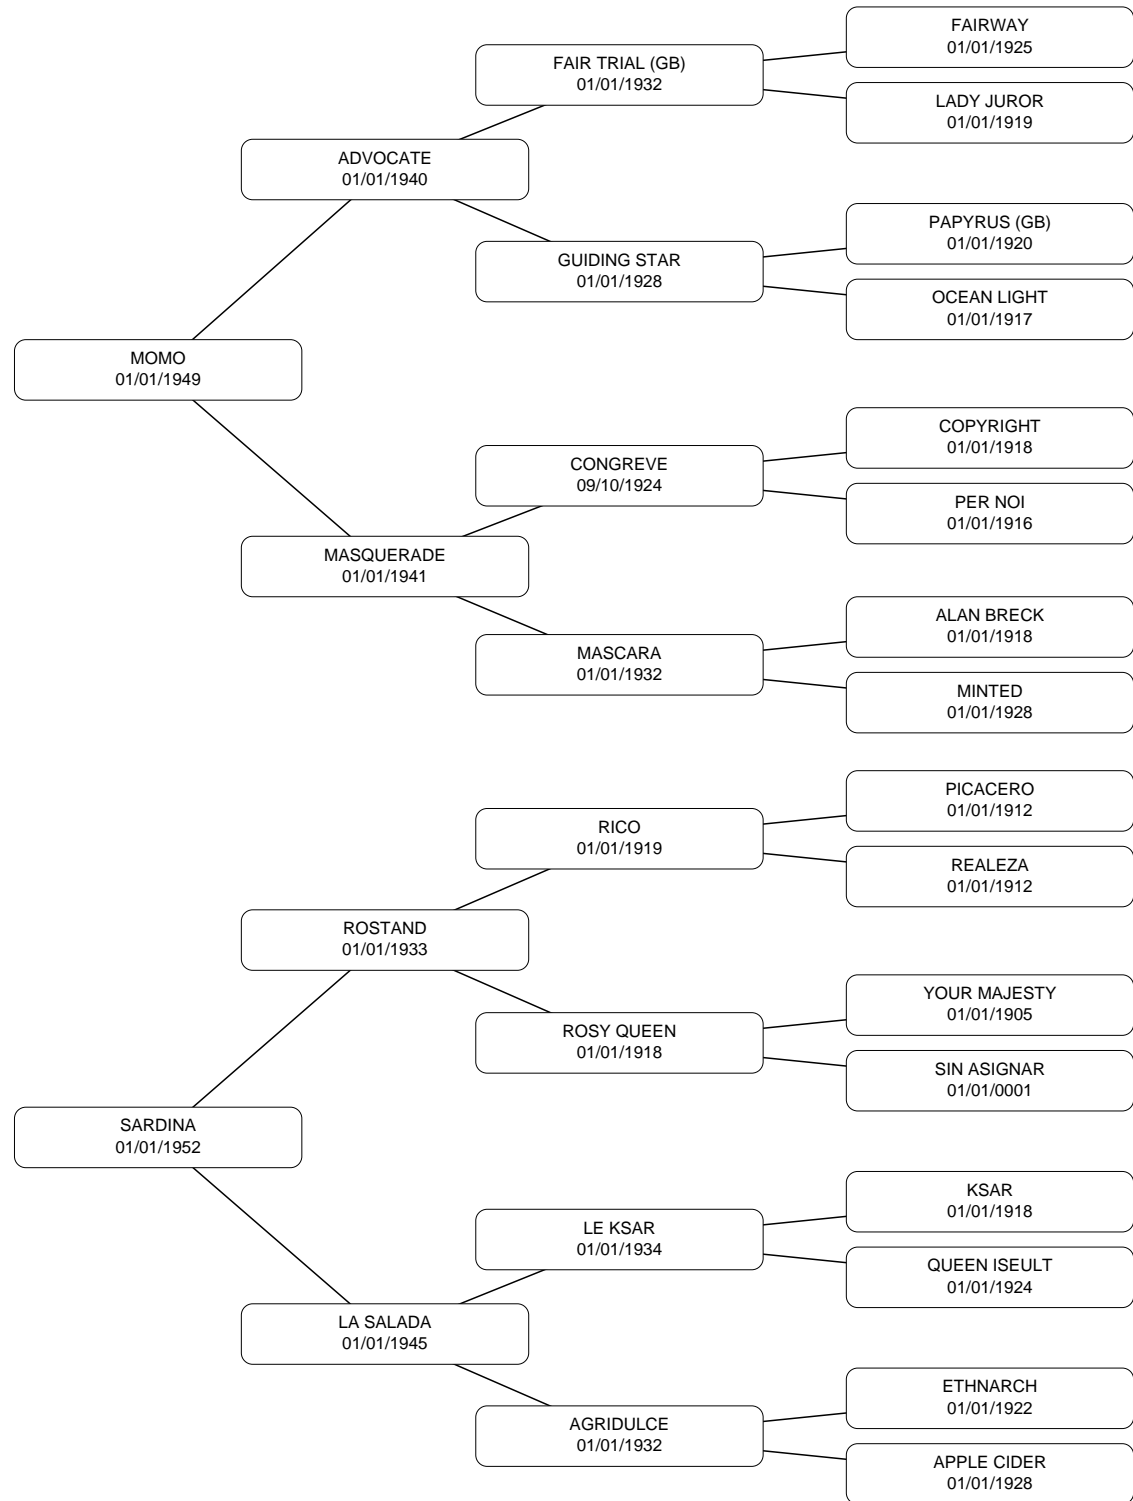 FAIRWAY
01/01/1925
FAIR TRIAL (GB)
01/01/1932
LADY JUROR
01/01/1919
ADVOCATE
01/01/1940
PAPYRUS (GB)
01/01/1920
GUIDING STAR
01/01/1928
OCEAN LIGHT
01/01/1917
MOMO
01/01/1949
COPYRIGHT
01/01/1918
CONGREVE
09/10/1924
PER NOI
01/01/1916
MASQUERADE
01/01/1941
ALAN BRECK
01/01/1918
MASCARA
01/01/1932
MINTED
01/01/1928
PICACERO
01/01/1912
RICO
01/01/1919
REALEZA
01/01/1912
ROSTAND
01/01/1933
YOUR MAJESTY
01/01/1905
ROSY QUEEN
01/01/1918
SIN ASIGNAR
01/01/0001
SARDINA
01/01/1952
KSAR
01/01/1918
LE KSAR
01/01/1934
QUEEN ISEULT
01/01/1924
LA SALADA
01/01/1945
ETHNARCH
01/01/1922
AGRIDULCE
01/01/1932
APPLE CIDER
01/01/1928